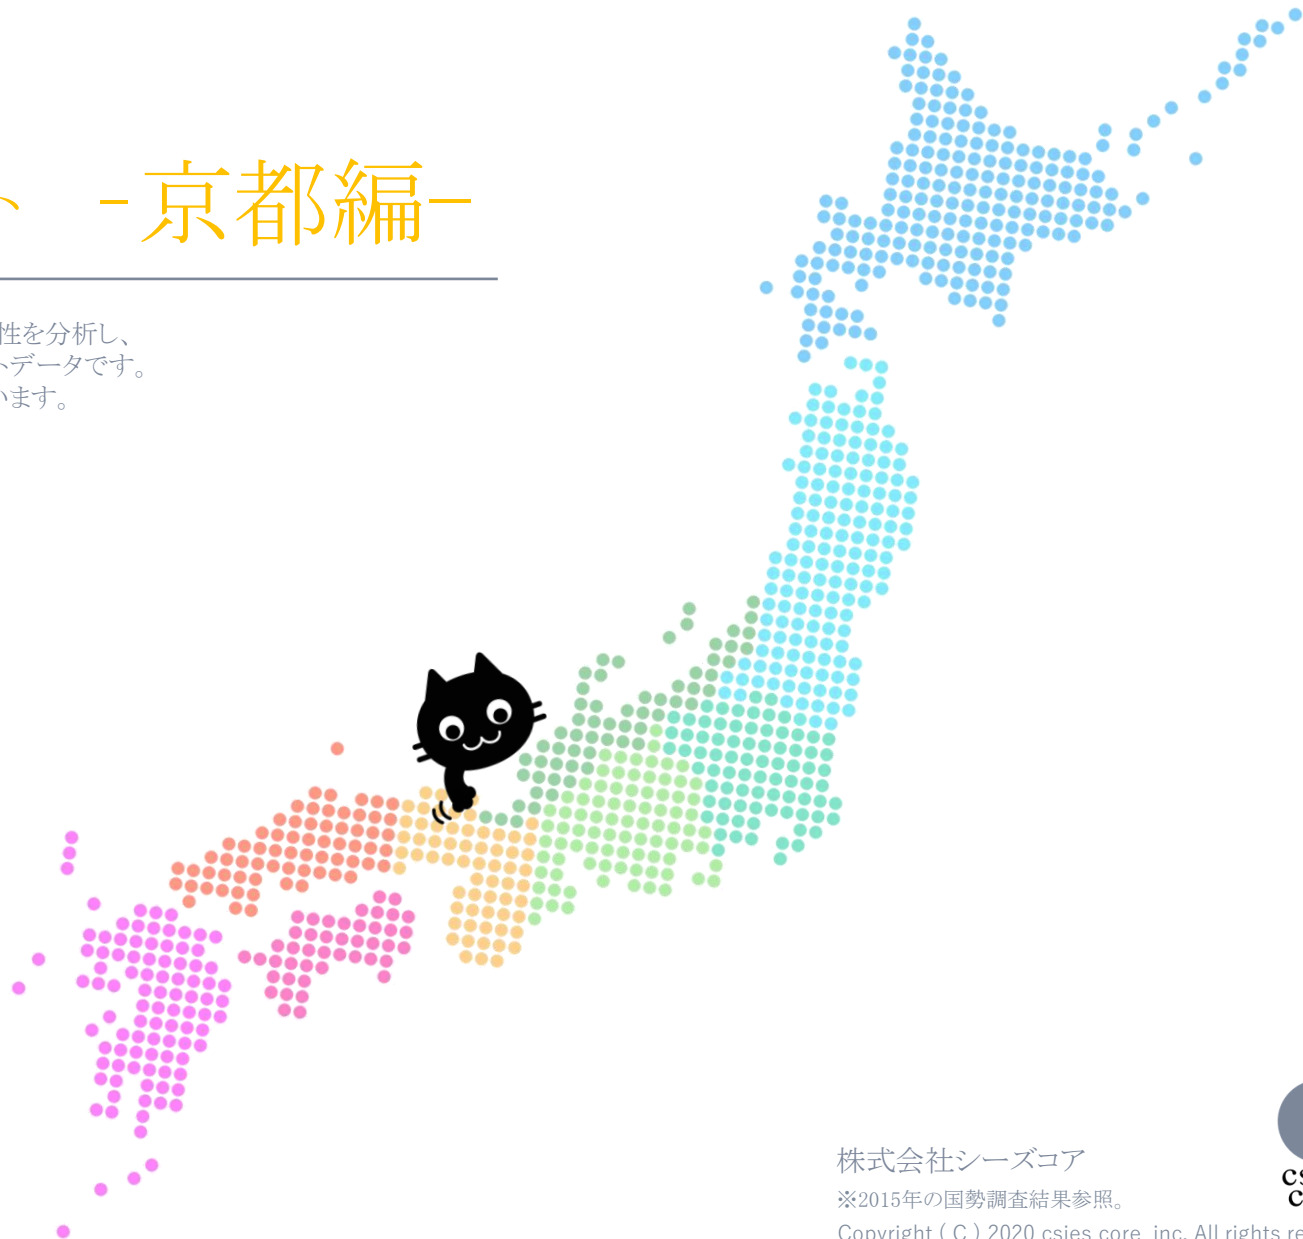 ト -京都編-
性を分析し、
トデータです。
います。
株式会社シーズコア
※2015年の国勢調査結果参照。
Copyright ( C ) 2020 csies core, inc. All rights re
cs
c